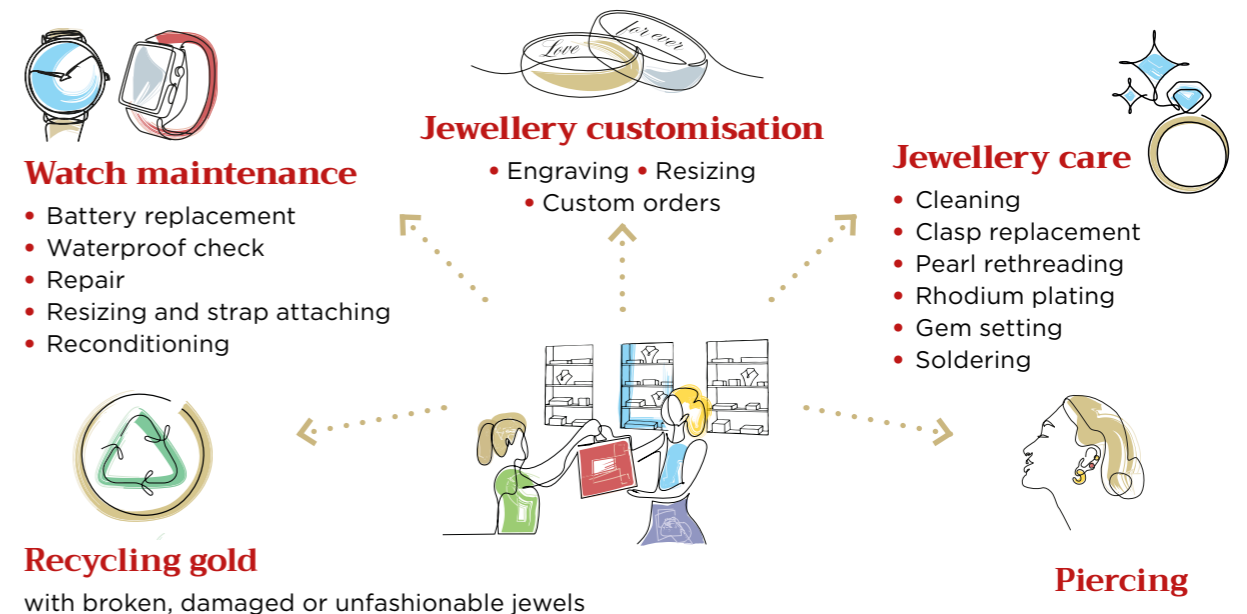 Love
for ever
Jewellery customisation
• Engraving • Resizing
• Custom orders
Watch maintenance
• Battery replacement
• Waterproof check
• Repair
• Resizing and strap attaching
• Reconditioning
Jewellery care
• Cleaning
• Clasp replacement
• Pearl rethreading
• Rhodium plating
• Gem setting
• Soldering
Recycling gold
with broken, damaged or unfashionable jewels
Piercing